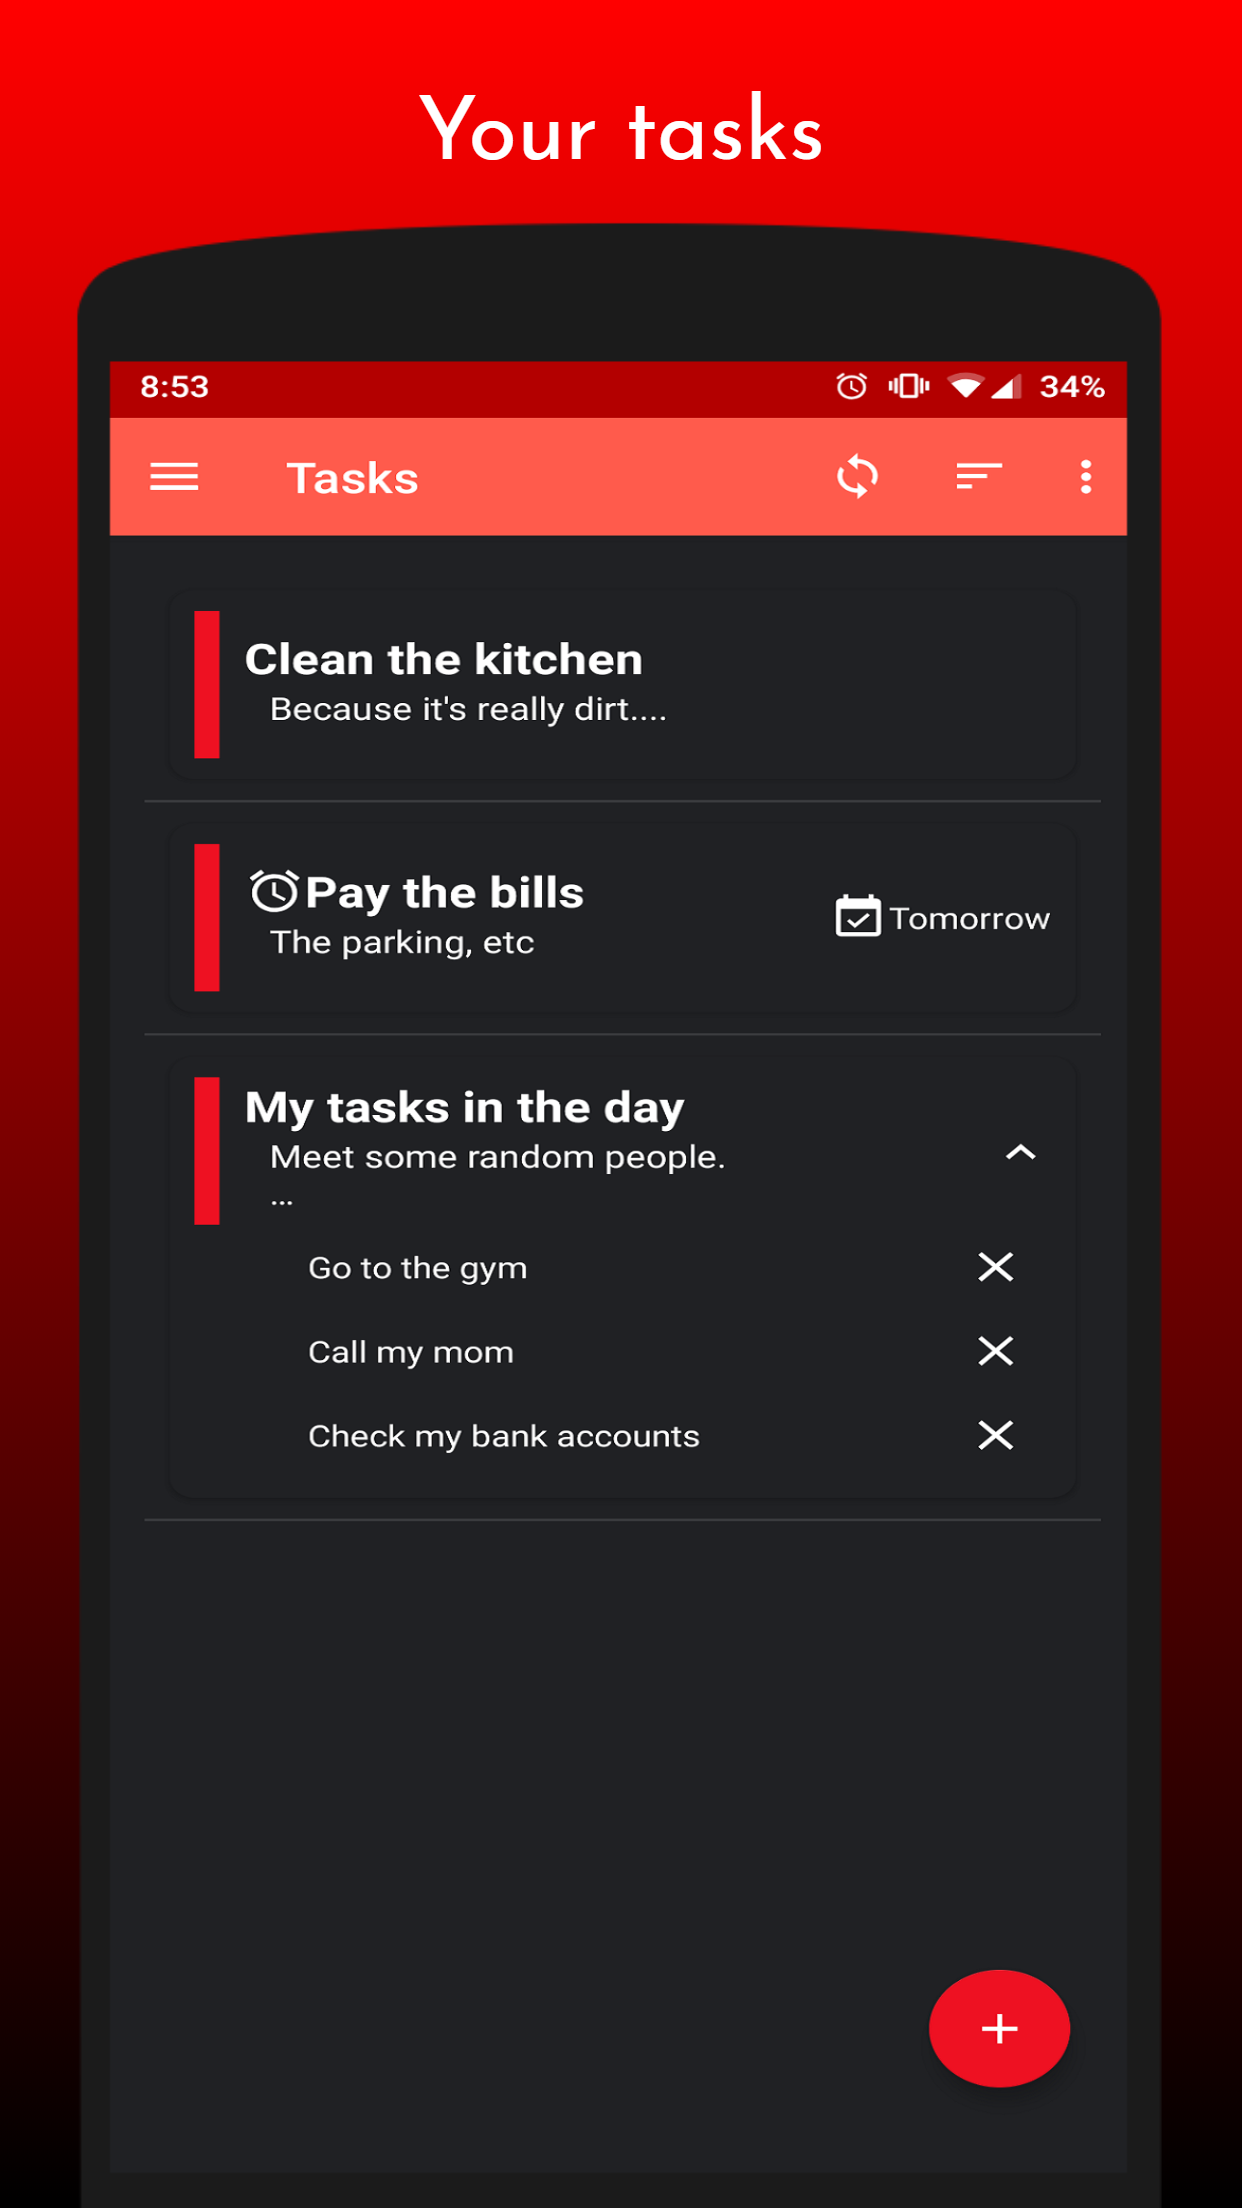 Your tasks
8:53
34%
Tasks
Clean the kitchen
Because it's really dirt....
Pay the bills
The parking, etc
Tomorrow
My tasks in the day
Meet some random people.
...
Go to the gym
Call my mom
Check my bank accounts